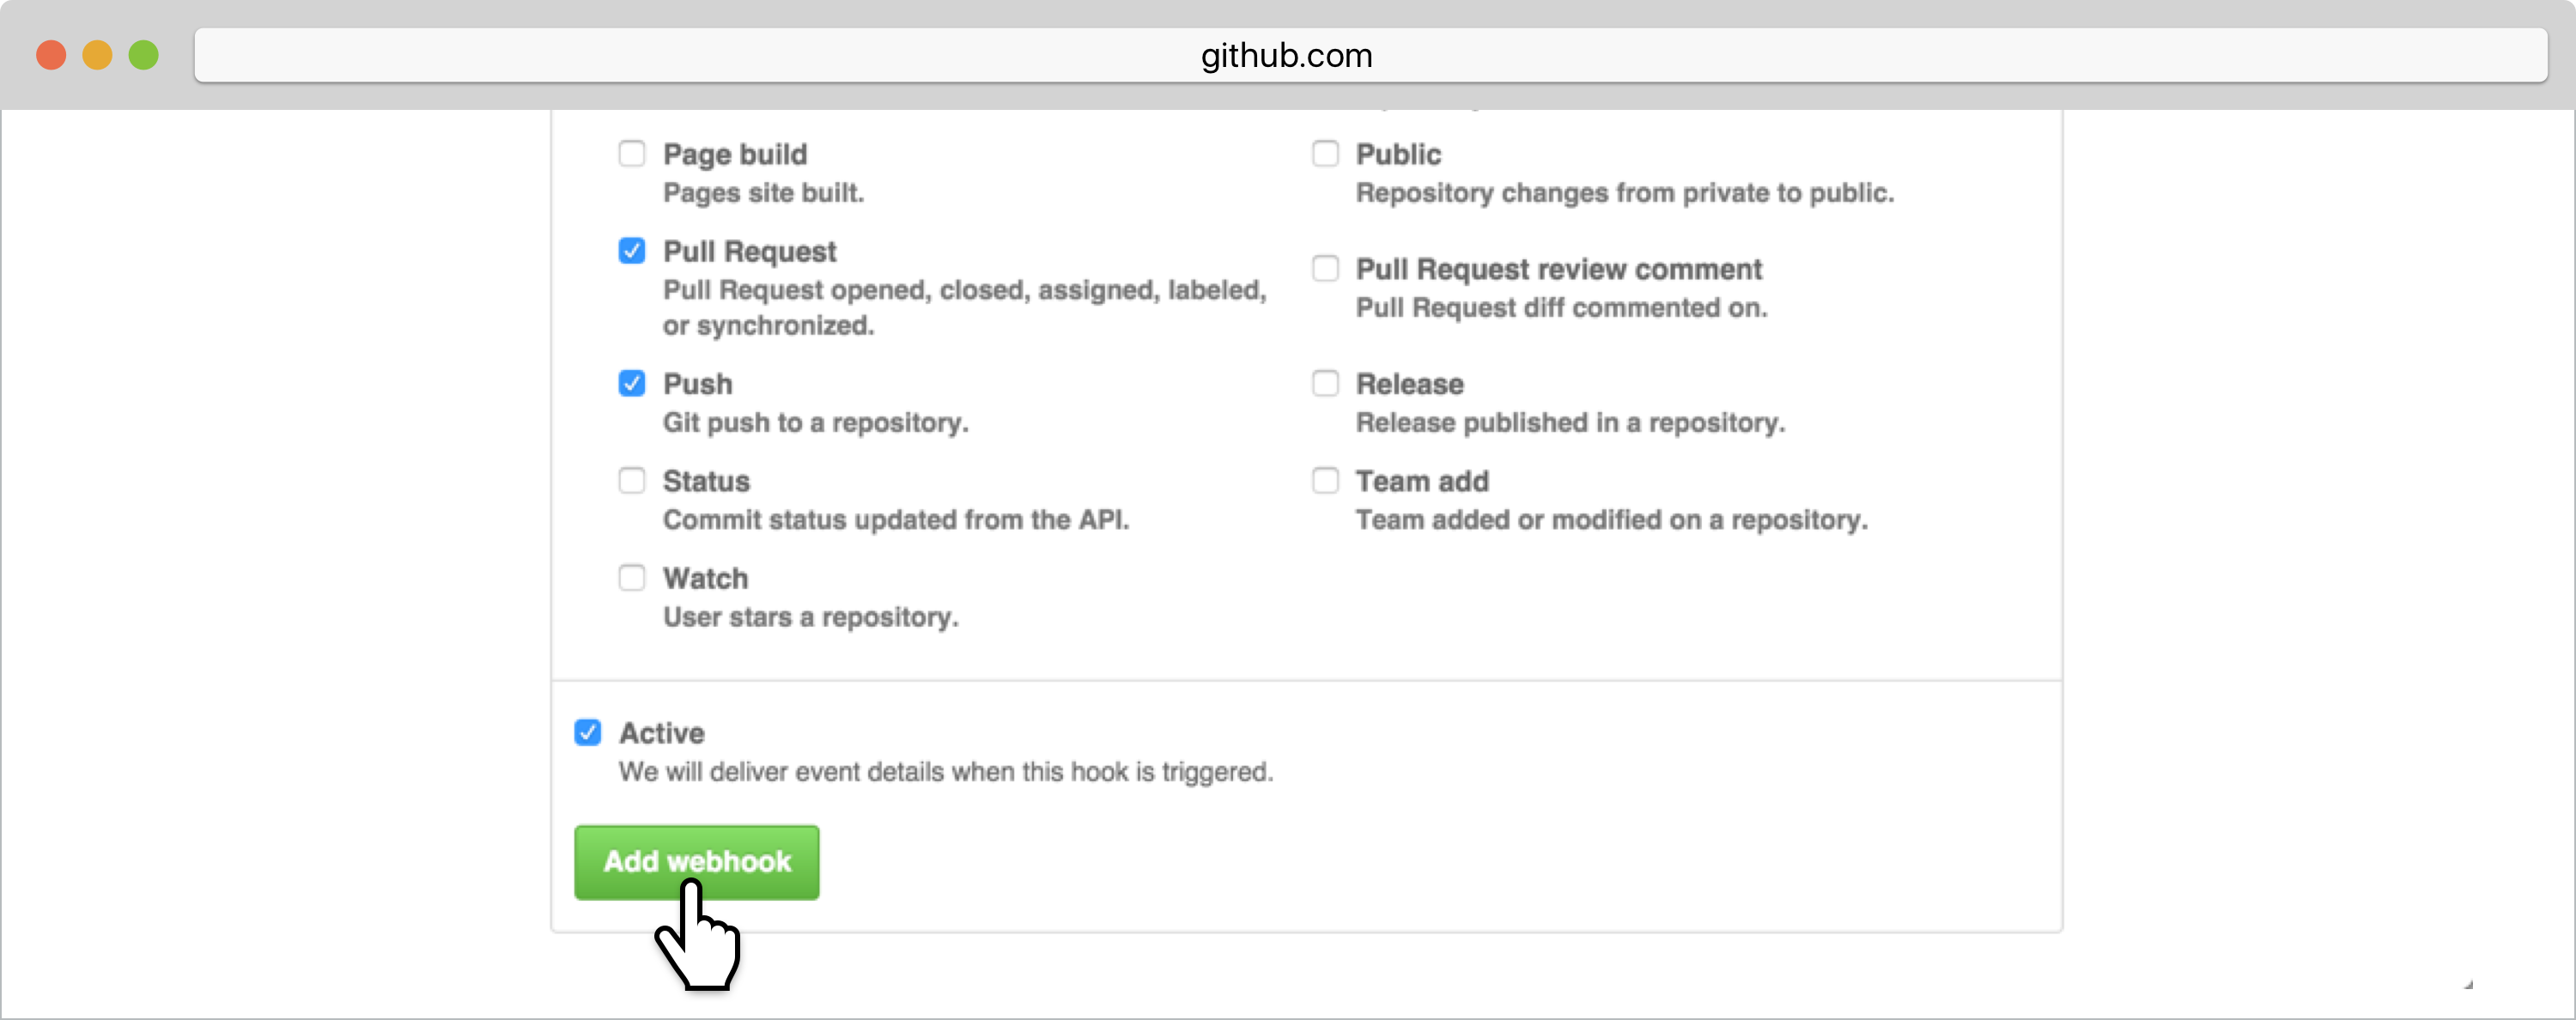 github.com
Page build
Pages site built.
Public
Repository changes from private to public.
Pull Request
Pull Request opened, closed, assigned, labeled,
or synchronized.
Pull Request review comment
Pull Request diff commented on.
Push
Git push to a repository.
Release
Release published in a repository.
Status
Commit status updated from the API.
Team add
Team added or modified on a repository.
Watch
User stars a repository.
Active
We will deliver event details when this hook is triggered.
Add webhook